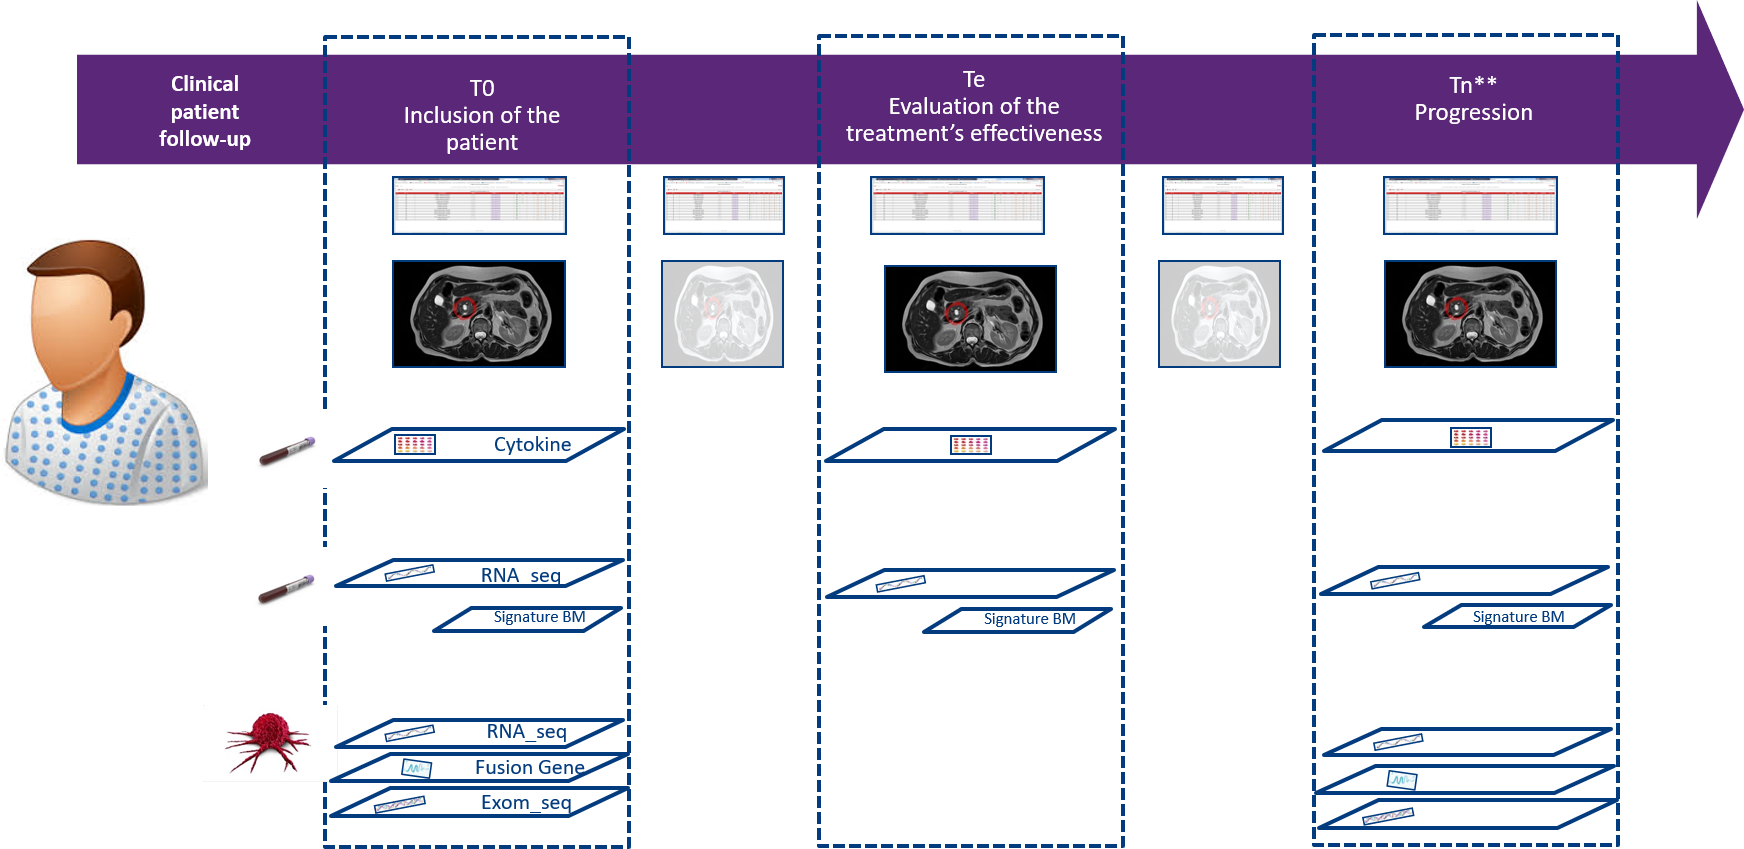 Clinical
patient
follow-up
T0
Inclusion of the
patient
Te
Evaluation of the
treatment's effectiveness
Tn**
Progression
Cytokine
RNA_seq
Signature BM
Signature BM
Signature BM
RNA_seq
Fusion Gene
Exom_seq